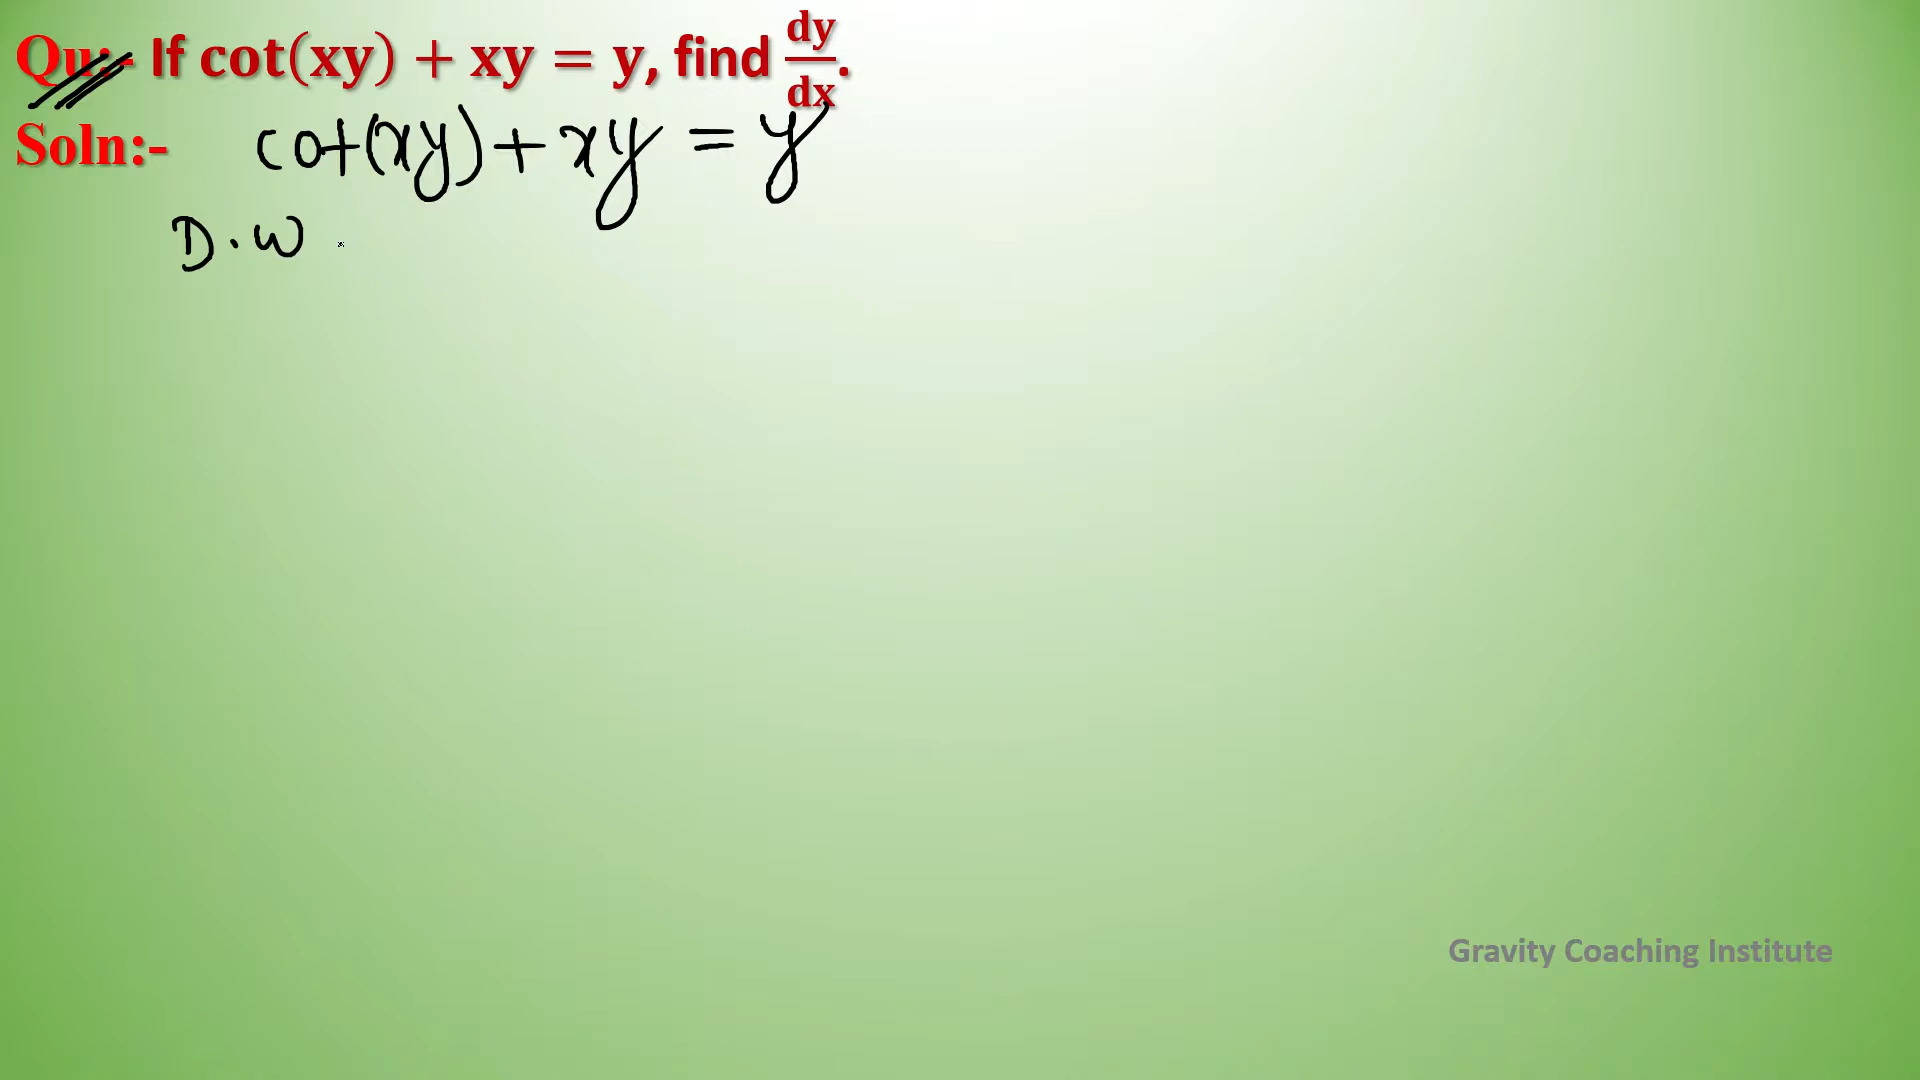 Qu:- If cot(xy) + xy = y, find dy/dx.
Soln:- cot(xy) + xy = y
D.W.
Gravity Coaching Institute